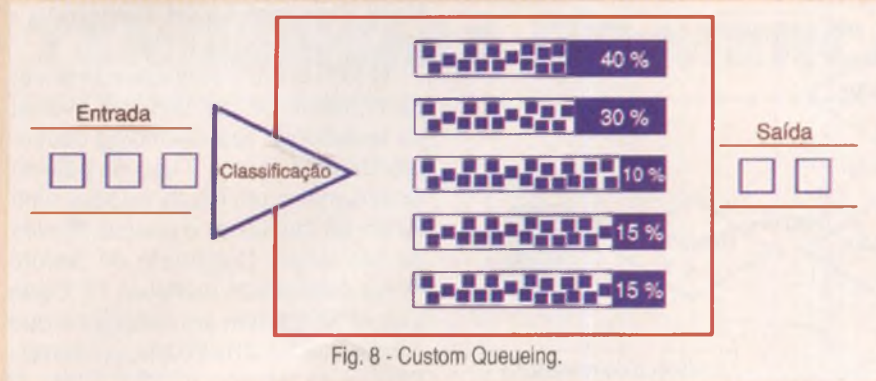 Entrada
Classificação
40 %
30 %
10 %
15 %
15 %
Saída
Fig. 8 - Custom Queueing.